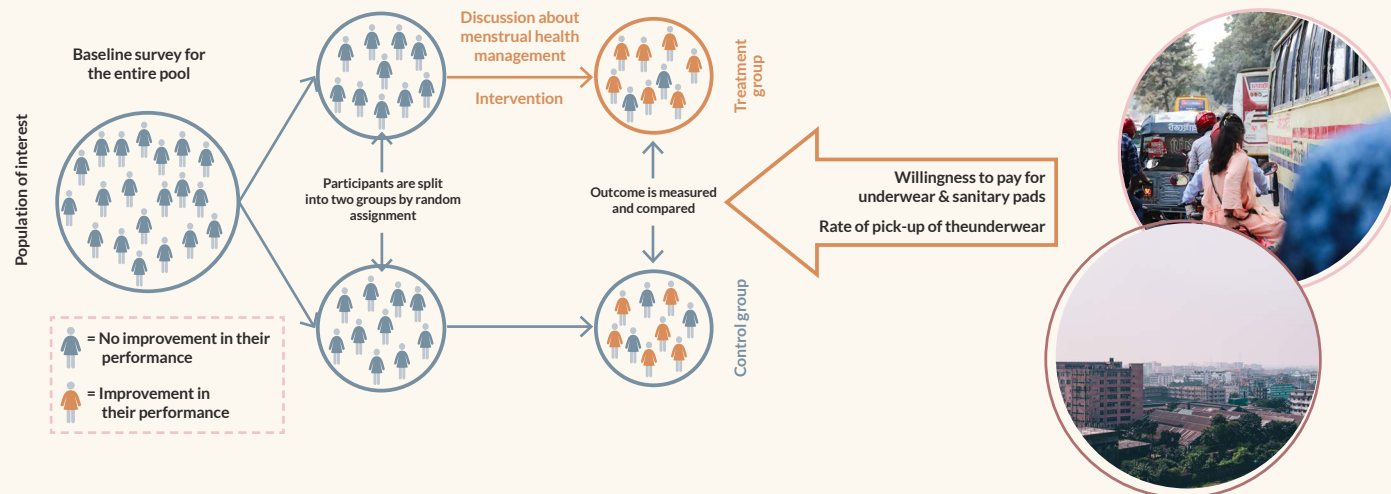 Population of interest
Baseline survey for
the entire pool
Participants are split
into two groups by random
assignment
Discussion about
menstrual health
management
Intervention
Treatment
group
Outcome is measured
and compared
Control group
Willingness to pay for
underwear & sanitary pads
Rate of pick-up of theunderwear
= No improvement in their
performance
= Improvement in
their performance